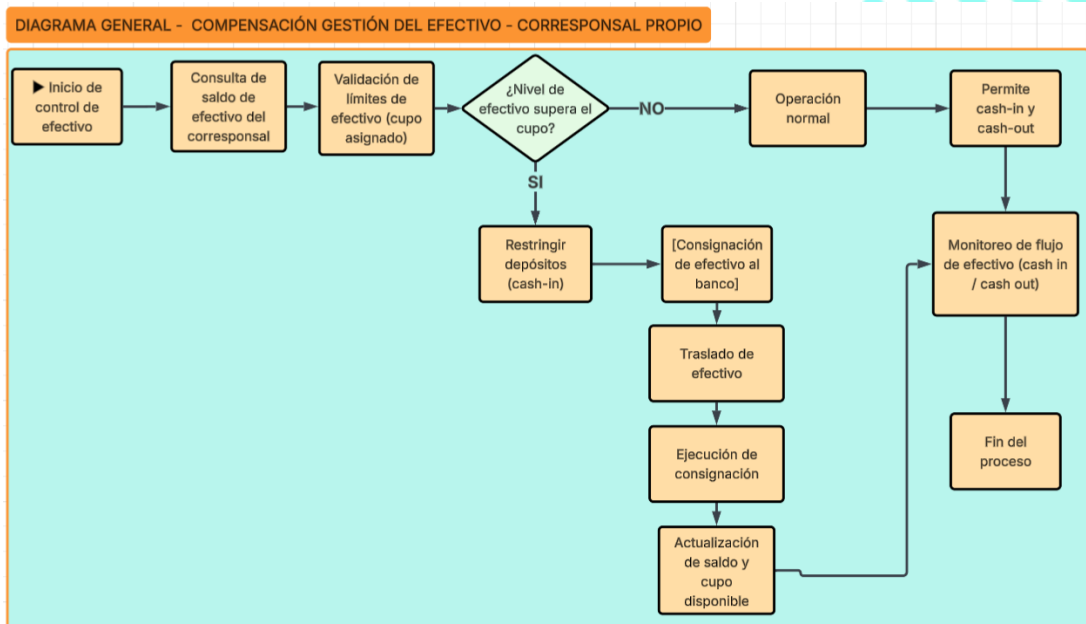 DIAGRAMA GENERAL - COMPENSACIÓN GESTIÓN DEL EFECTIVO - CORRESPONSAL PROPIO
▶ Inicio de
control de
efectivo
Consulta de
saldo de
efectivo del
corresponsal
Validación de
límites de
efectivo (cupo
asignado)
¿Nivel de
efectivo supera el
cupo?
NO
Operación
normal
Permite
cash-in y
cash-out
SI
Restringir
depósitos
(cash-in)
[Consignación
de efectivo al
banco]
Monitoreo de flujo
de efectivo (cash in
/ cash out)
Traslado de
efectivo
Ejecución de
consignación
Fin del
proceso
Actualización
de saldo y
cupo
disponible